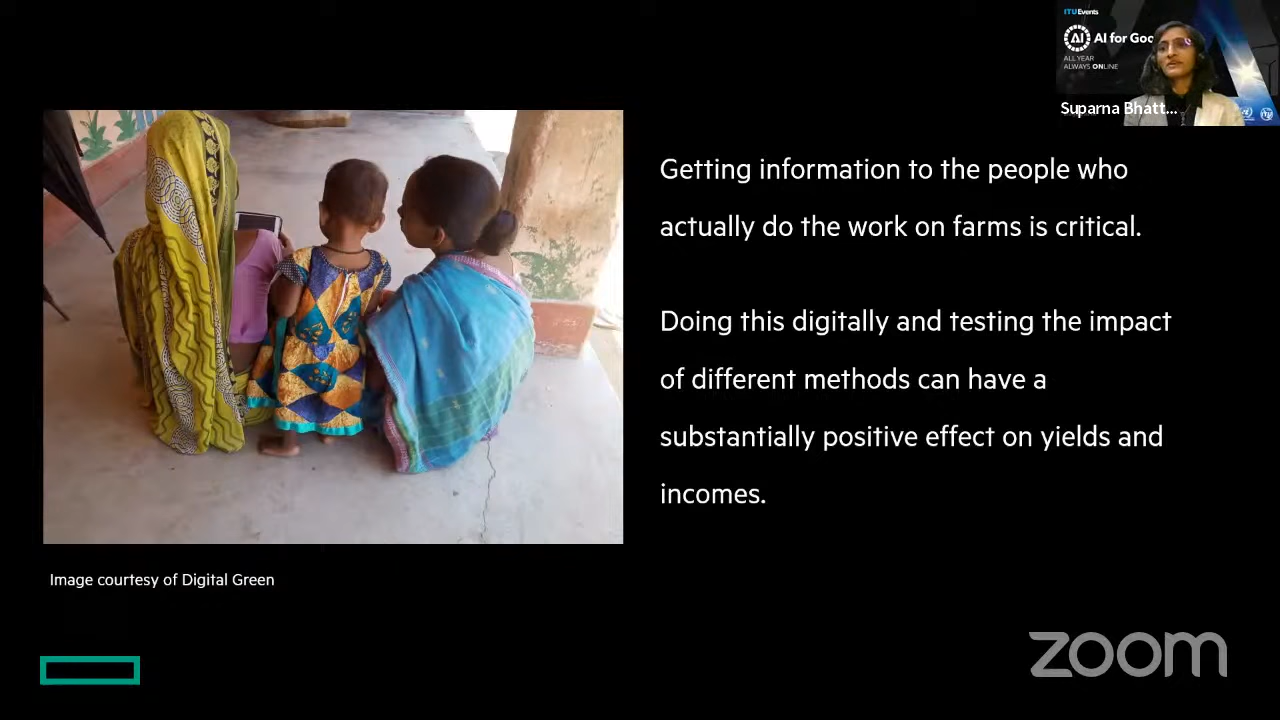 ITUEvents
AI
AI for Goo
ALL YEAR
ALWAYS ONLINE
Suparna Bhatt...
Getting information to the people who
actually do the work on farms is critical.
Doing this digitally and testing the impact
of different methods can have a
substantially positive effect on yields and
incomes.
Image courtesy of Digital Green
zoom